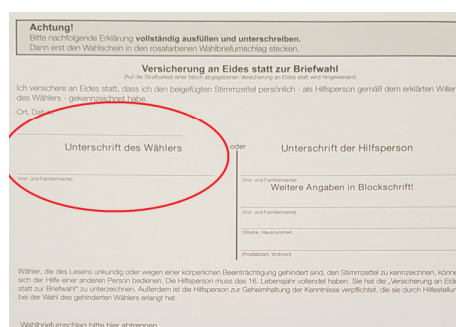 Achtung!
Bitte nachfolgende Erklärung vollständig ausfüllen und unterschreiben.
Dann erst den Wahlschein in den rosafarbenen Wahlbriefumschlag stecken.
Versicherung an Eides statt zur Briefwahl
(Auf die Strafbarkeit einer falsch abgegebenen Versicherung an Eides statt wird hingewiesen)
Ich versichere an Eides statt, dass ich den beigefügten Stimmzettel persönlich - als Hilfsperson gemäß dem erklärten Willen
des Wählers - gekennzeichnet habe.
Ort, Datum
Unterschrift des Wählers
oder
Unterschrift der Hilfsperson
(Vor- und Familienname)
(Vor- und Familienname)
Weitere Angaben in Blockschrift!
(Vor- und Familienname)
(Straße, Hausnummer)
(Postleitzahl, Wohnort)
Wähler, die des Lesens unkundig oder wegen einer körperlichen Beeinträchtigung gehindert sind, den Stimmzettel zu kennzeichnen, könne
sich der Hilfe einer anderen Person bedienen. Die Hilfsperson muss das 16. Lebensjahr vollendet haben. Sie hat die „Versicherung an Eide
statt zur Briefwahl" zu unterzeichnen. Außerdem ist die Hilfsperson zur Geheimhaltung der Kenntnisse verpflichtet, die sie durch Hilfestellun
bei der Wahl des gehinderten Wählers erlangt hat.
Wahlbriefumschlag bitte hier abtrennen